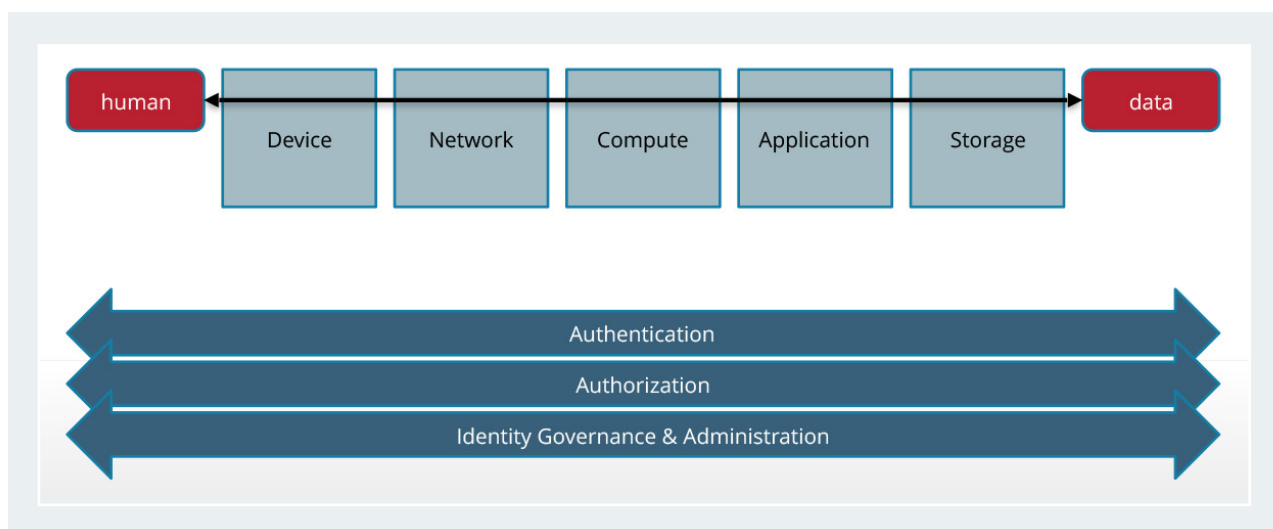 human
Device
Network
Compute
Application
Storage
data
Authentication
Authorization
Identity Governance & Administration